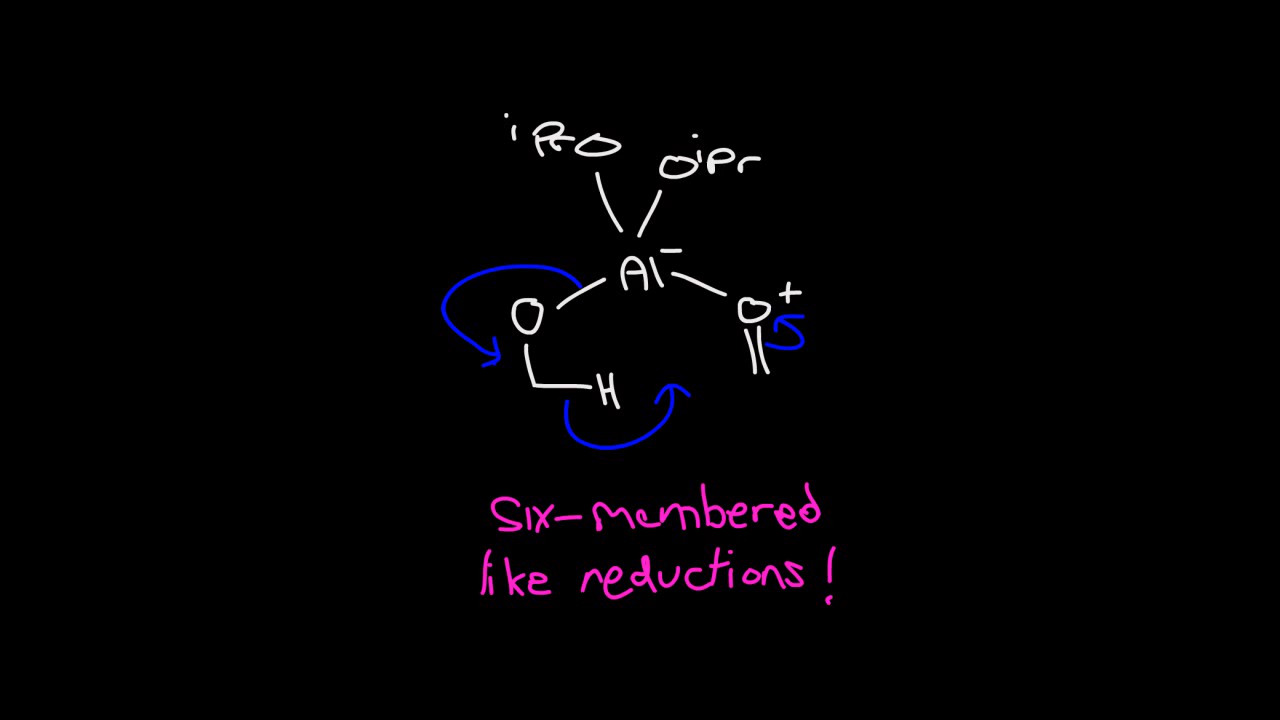 iPrO OiPr
Al−
O O+
H
Six-membered
like reductions!